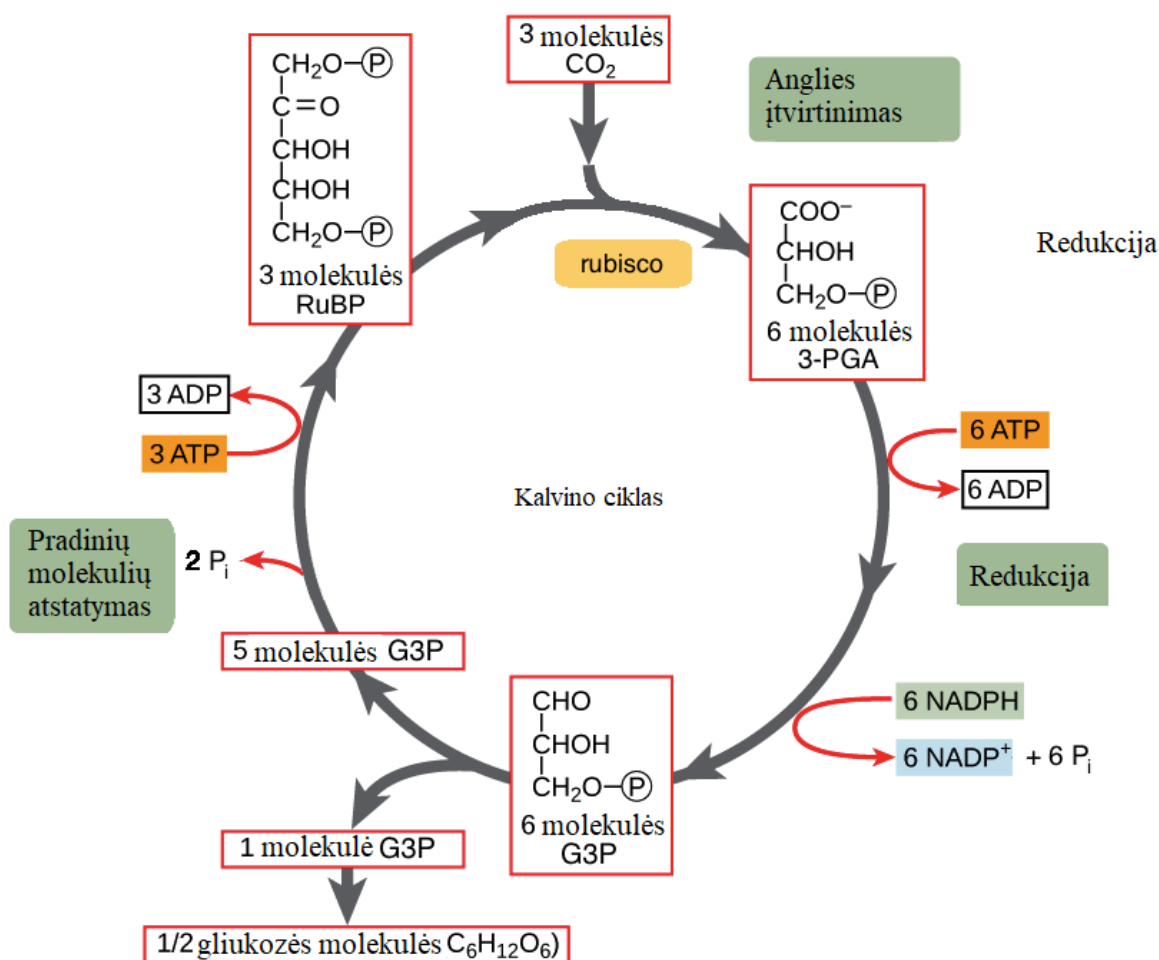 CH₂O–Ⓟ
C=O
CHOH
CHOH
CH₂O–Ⓟ
3 molekulės
RuBP
3 molekulės
CO₂
Anglies
įtvirtinimas
rubisco
COO⁻
CHOH
CH₂O–Ⓟ
6 molekulės
3-PGA
Redukcija
3 ADP
3 ATP
6 ATP
6 ADP
Kalvino ciklas
Pradinių
molekulių
atstatymas
2 Pᵢ
Redukcija
5 molekulės G3P
6 NADPH
6 NADP⁺ + 6 Pᵢ
CHO
CHOH
CH₂O–Ⓟ
6 molekulės
G3P
1 molekulė G3P
1/2 gliukozės molekulės C₆H₁₂O₆)